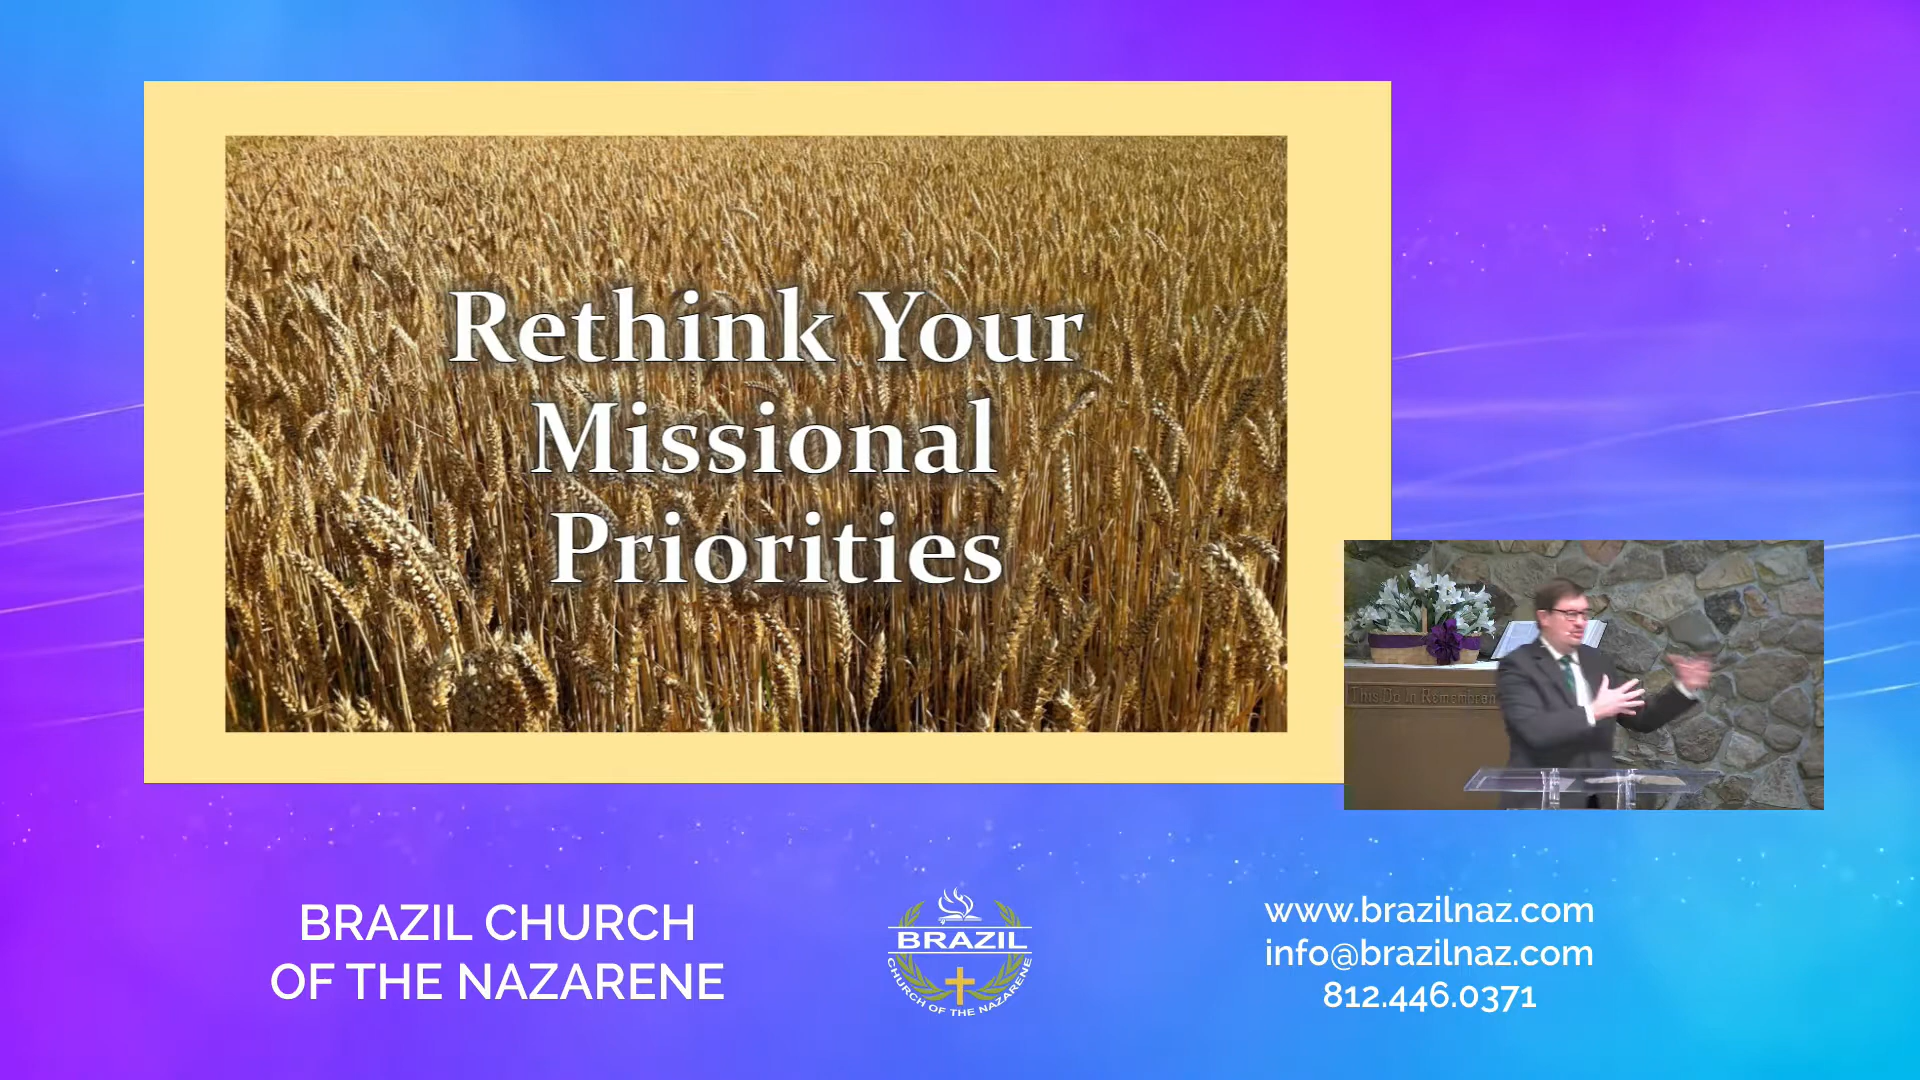 Rethink Your
Missional
Priorities
This Do In Remembran
BRAZIL CHURCH
OF THE NAZARENE
BRAZIL
CHURCH OF THE NAZARENE
www.brazilnaz.com
info@brazilnaz.com
812.446.0371